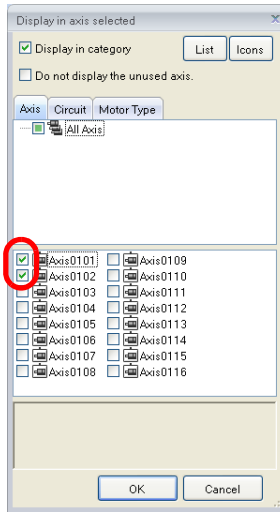 Display in axis selected
Display in category
List
Icons
Do not display the unused axis.
Axis
Circuit
Motor Type
All Axis
Axis0101
Axis0109
Axis0102
Axis0110
Axis0103
Axis0111
Axis0104
Axis0112
Axis0105
Axis0113
Axis0106
Axis0114
Axis0107
Axis0115
Axis0108
Axis0116
OK
Cancel